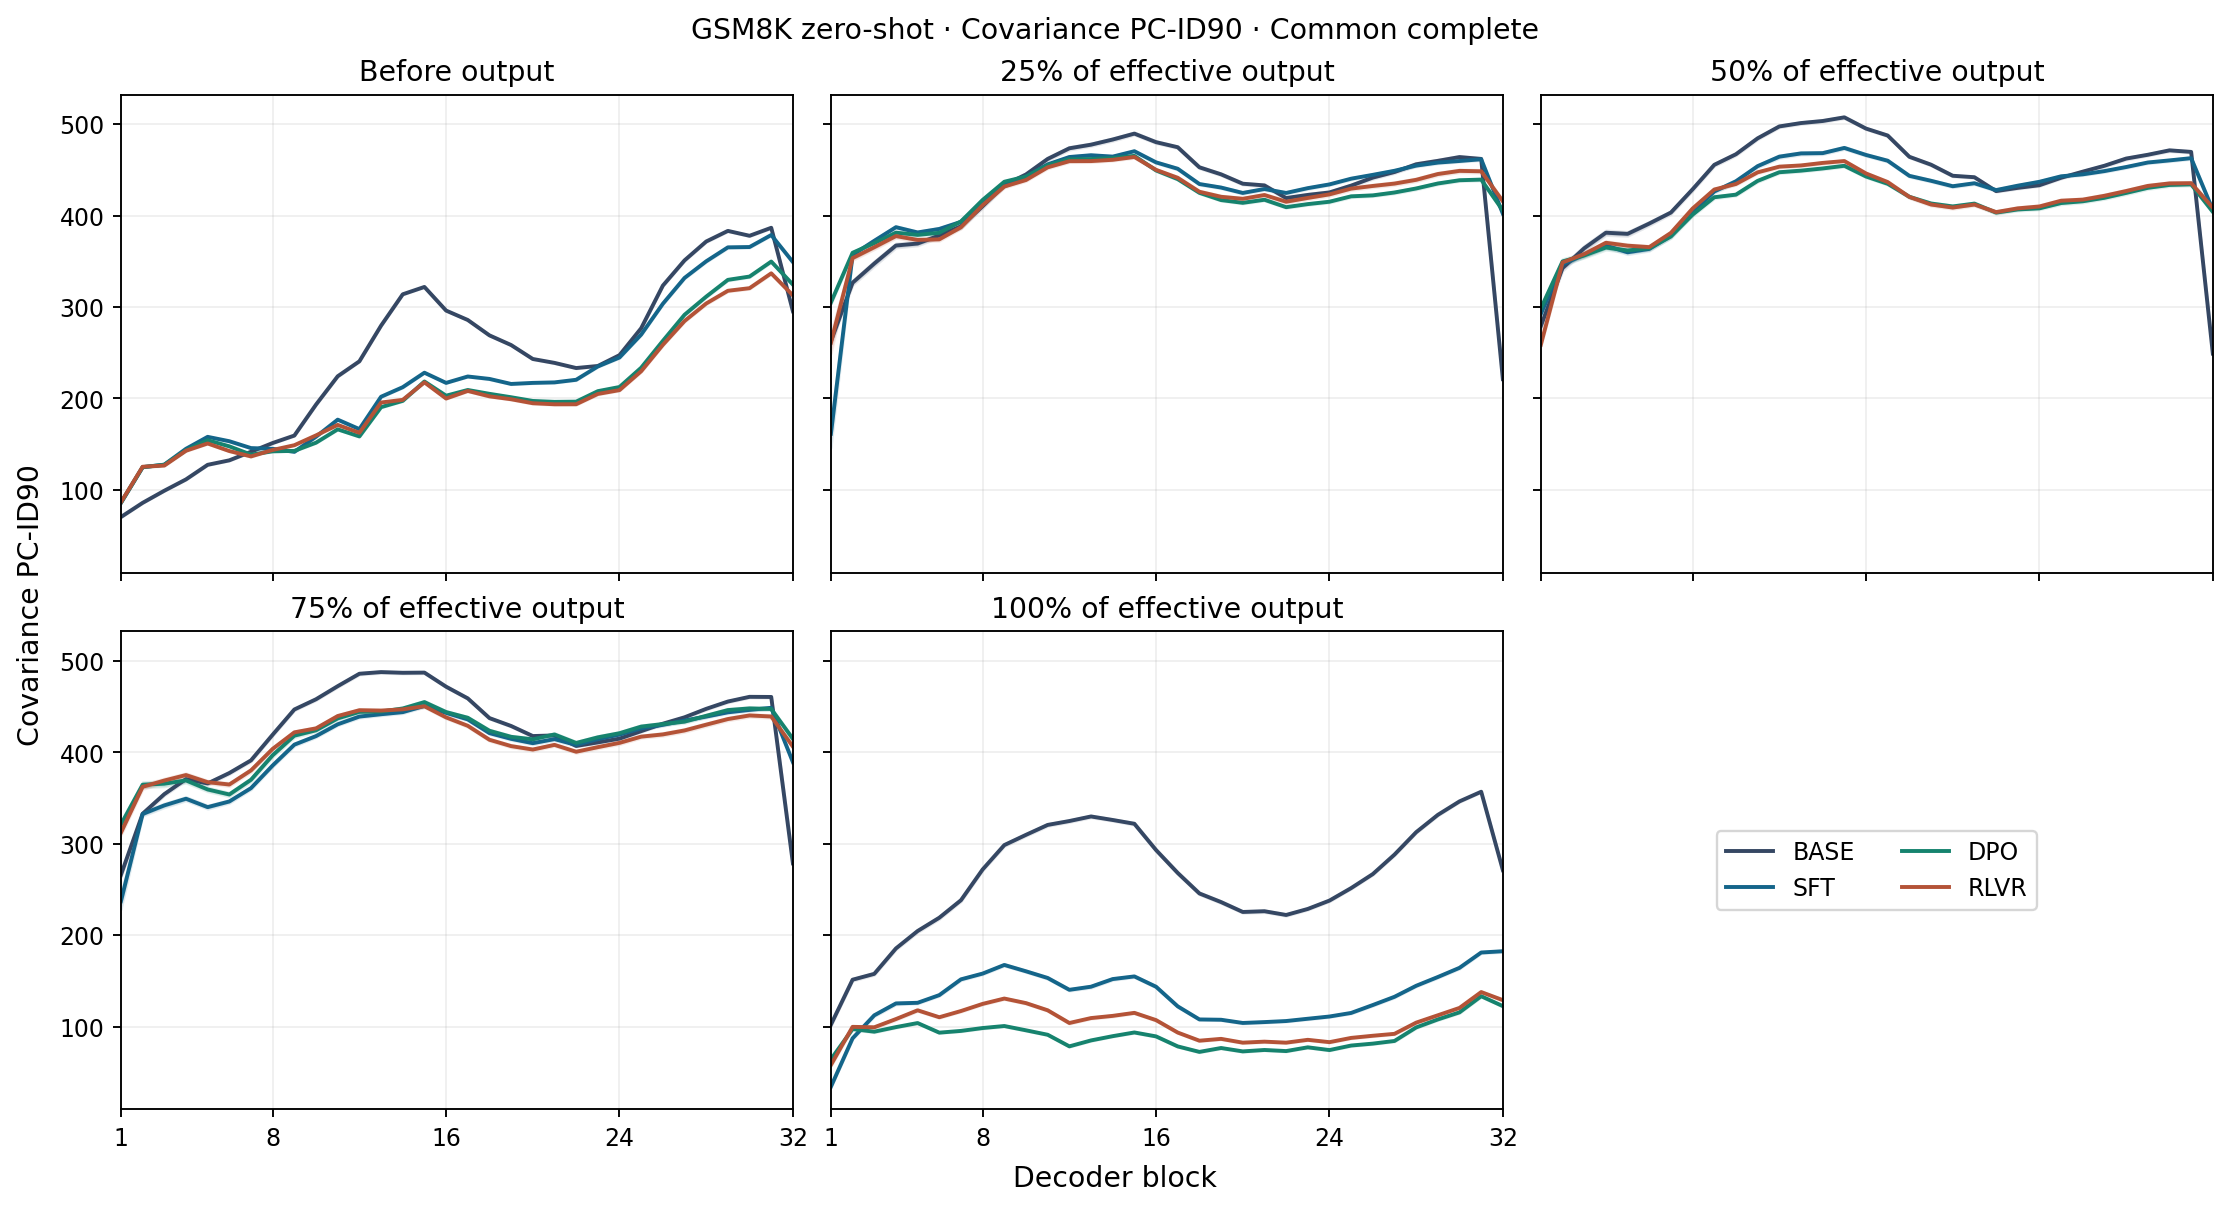 GSM8K zero-shot · Covariance PC-ID90 · Common complete
Before output
25% of effective output
50% of effective output
500
400
300
200
100
Covariance PC-ID90
75% of effective output
100% of effective output
500
400
300
200
100
1 8 16 24 32
1 8 16 24 32
Decoder block
BASE DPO
SFT RLVR